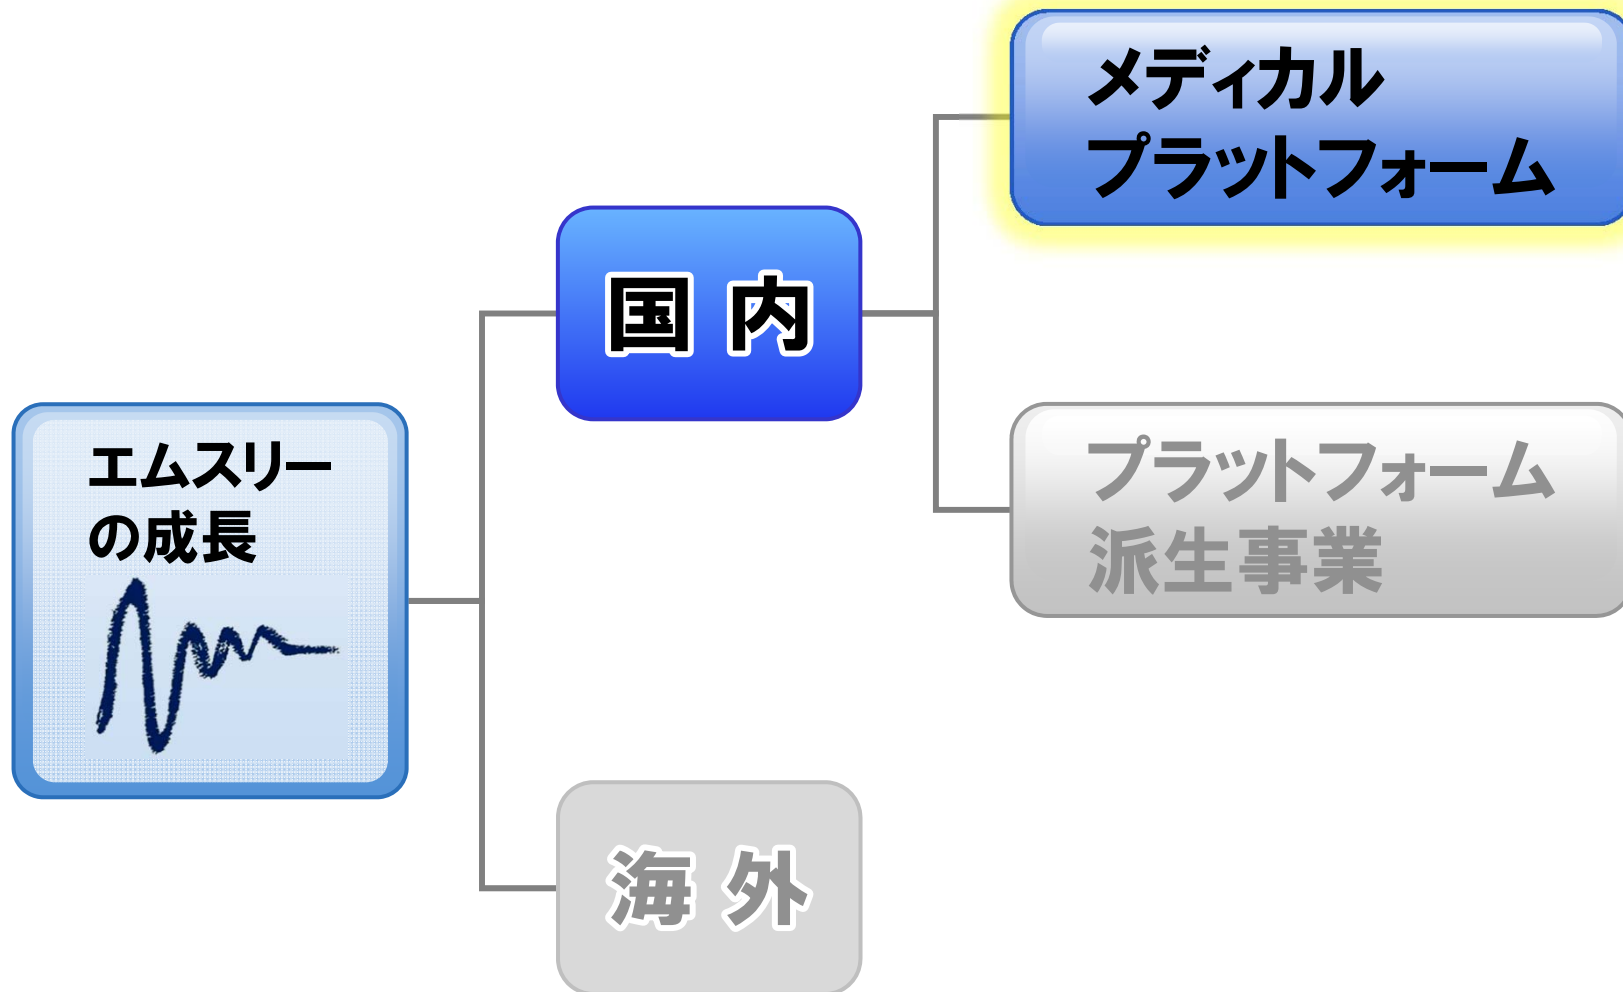 メディカル
プラットフォーム
国内
エムスリー
の成長
プラットフォーム
派生事業
海外